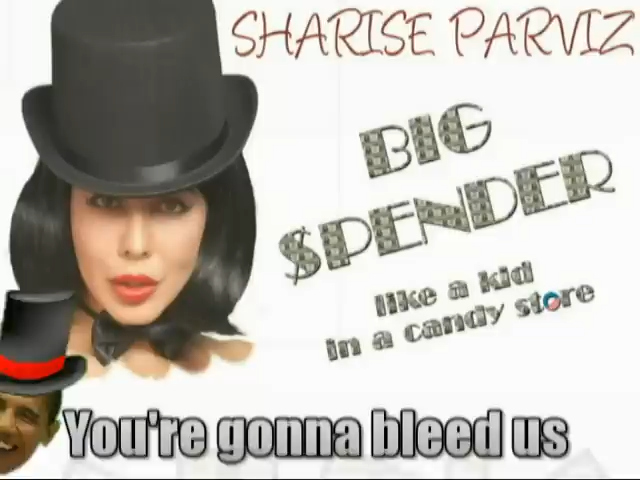 SHARISE PARVIZ
BIG
$PENDER
like a kid
in a candy store
You're gonna bleed us